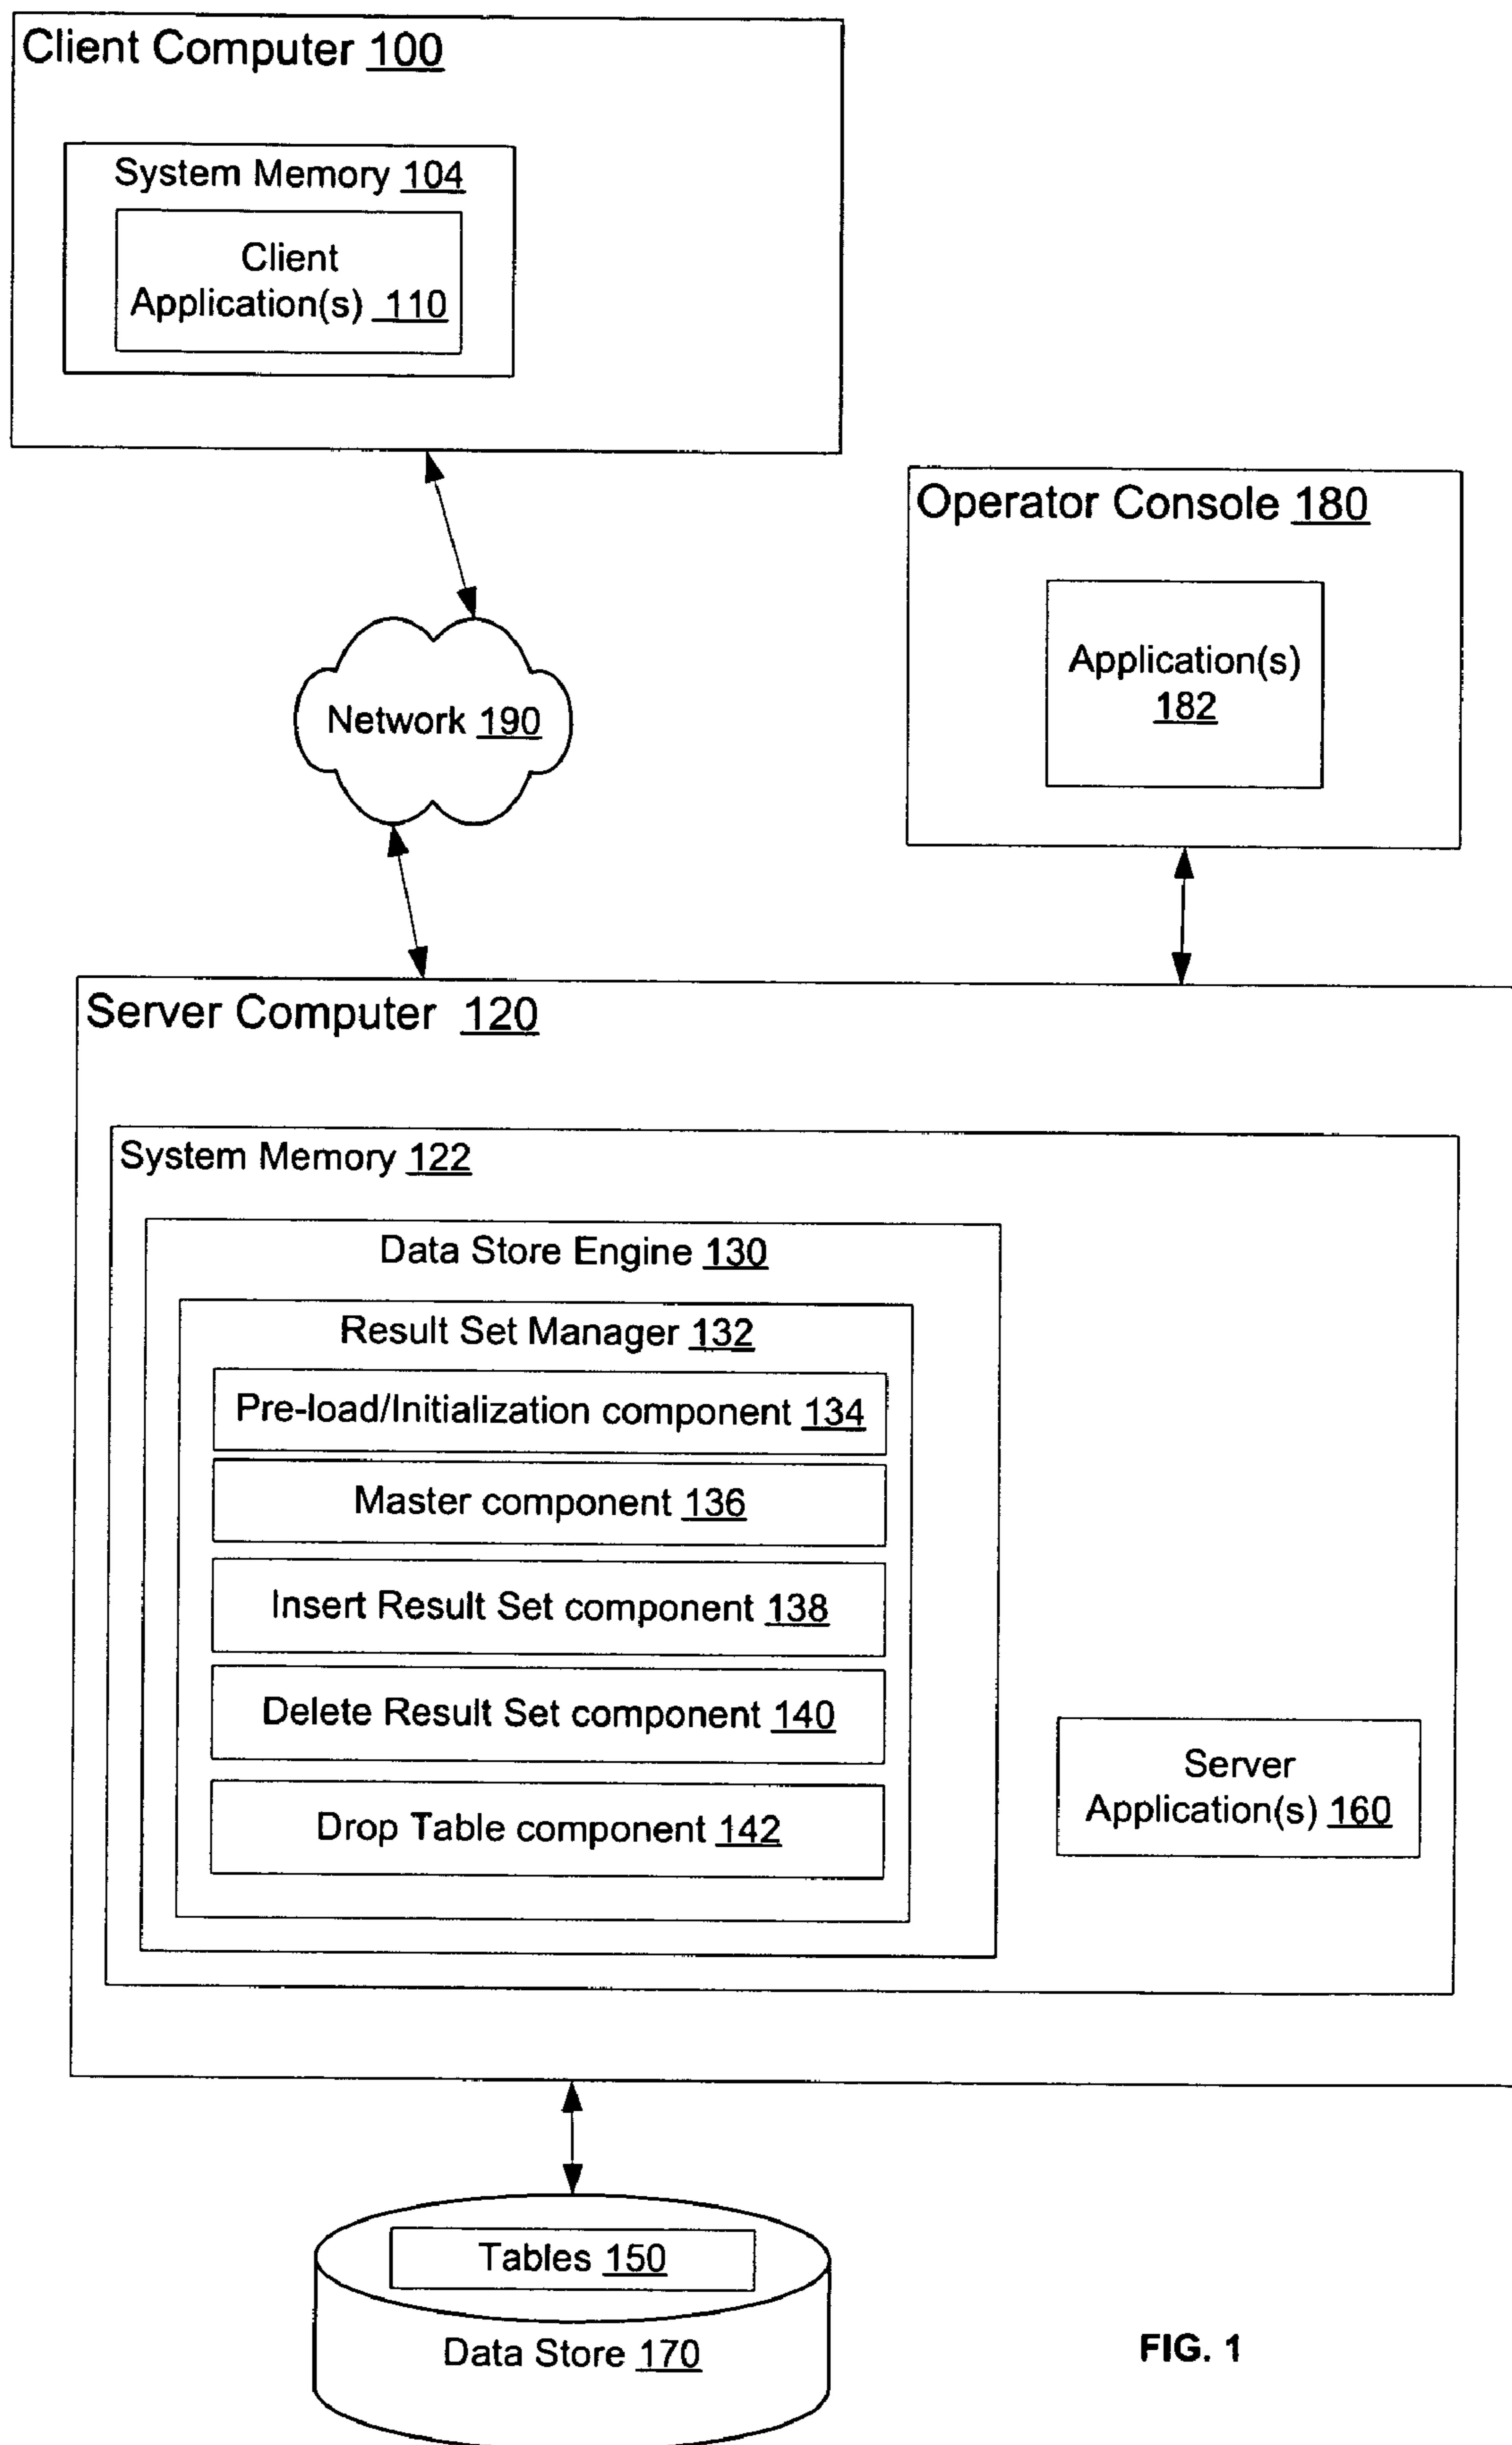 Client Computer 100
System Memory 104
Client
Application(s) 110
Operator Console 180
Application(s)
182
Network 190
Server Computer 120
System Memory 122
Data Store Engine 130
Result Set Manager 132
Pre-load/Initialization component 134
Master component 136
Insert Result Set component 138
Delete Result Set component 140
Drop Table component 142
Server
Application(s) 160
Tables 150
Data Store 170
FIG. 1